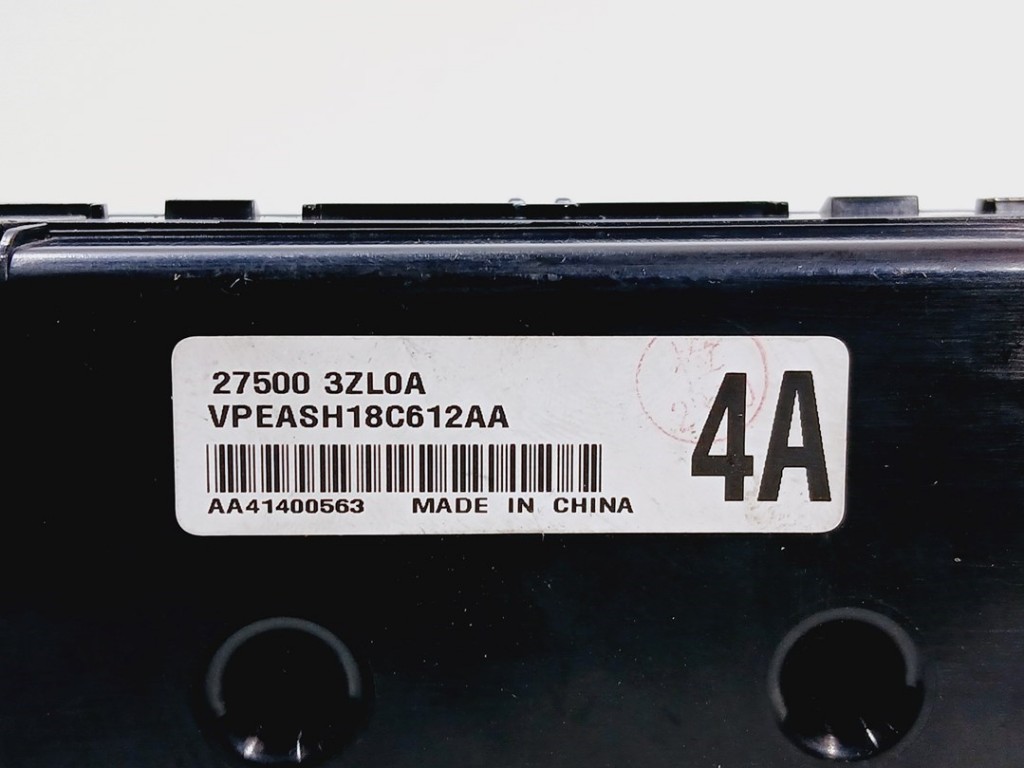 27500 3ZL0A
VPEASH18C612AA
AA41400563 MADE IN CHINA
4A